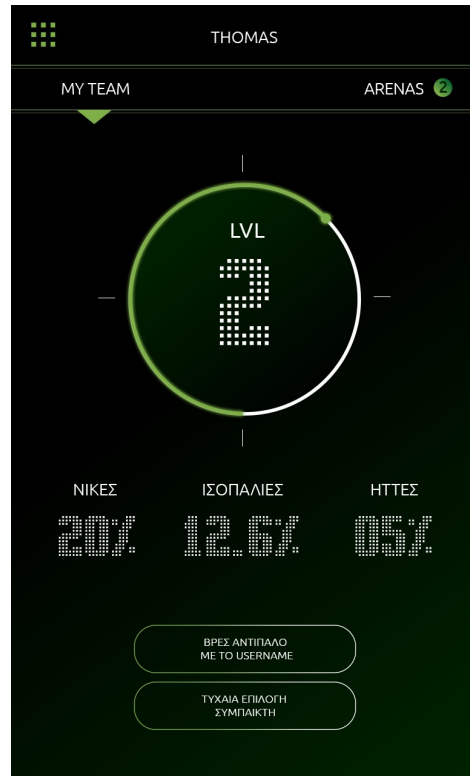 THOMAS
MY TEAM
ARENAS 2
LVL
2
ΝΙΚΕΣ
ΙΣΟΠΑΛΙΕΣ
ΗΤΤΕΣ
20%
12.6%
05%
ΒΡΕΣ ΑΝΤΙΠΑΛΟ
ΜΕ ΤΟ USERNAME
ΤΥΧΑΙΑ ΕΠΙΛΟΓΗ
ΣΥΜΠΑΙΚΤΗ